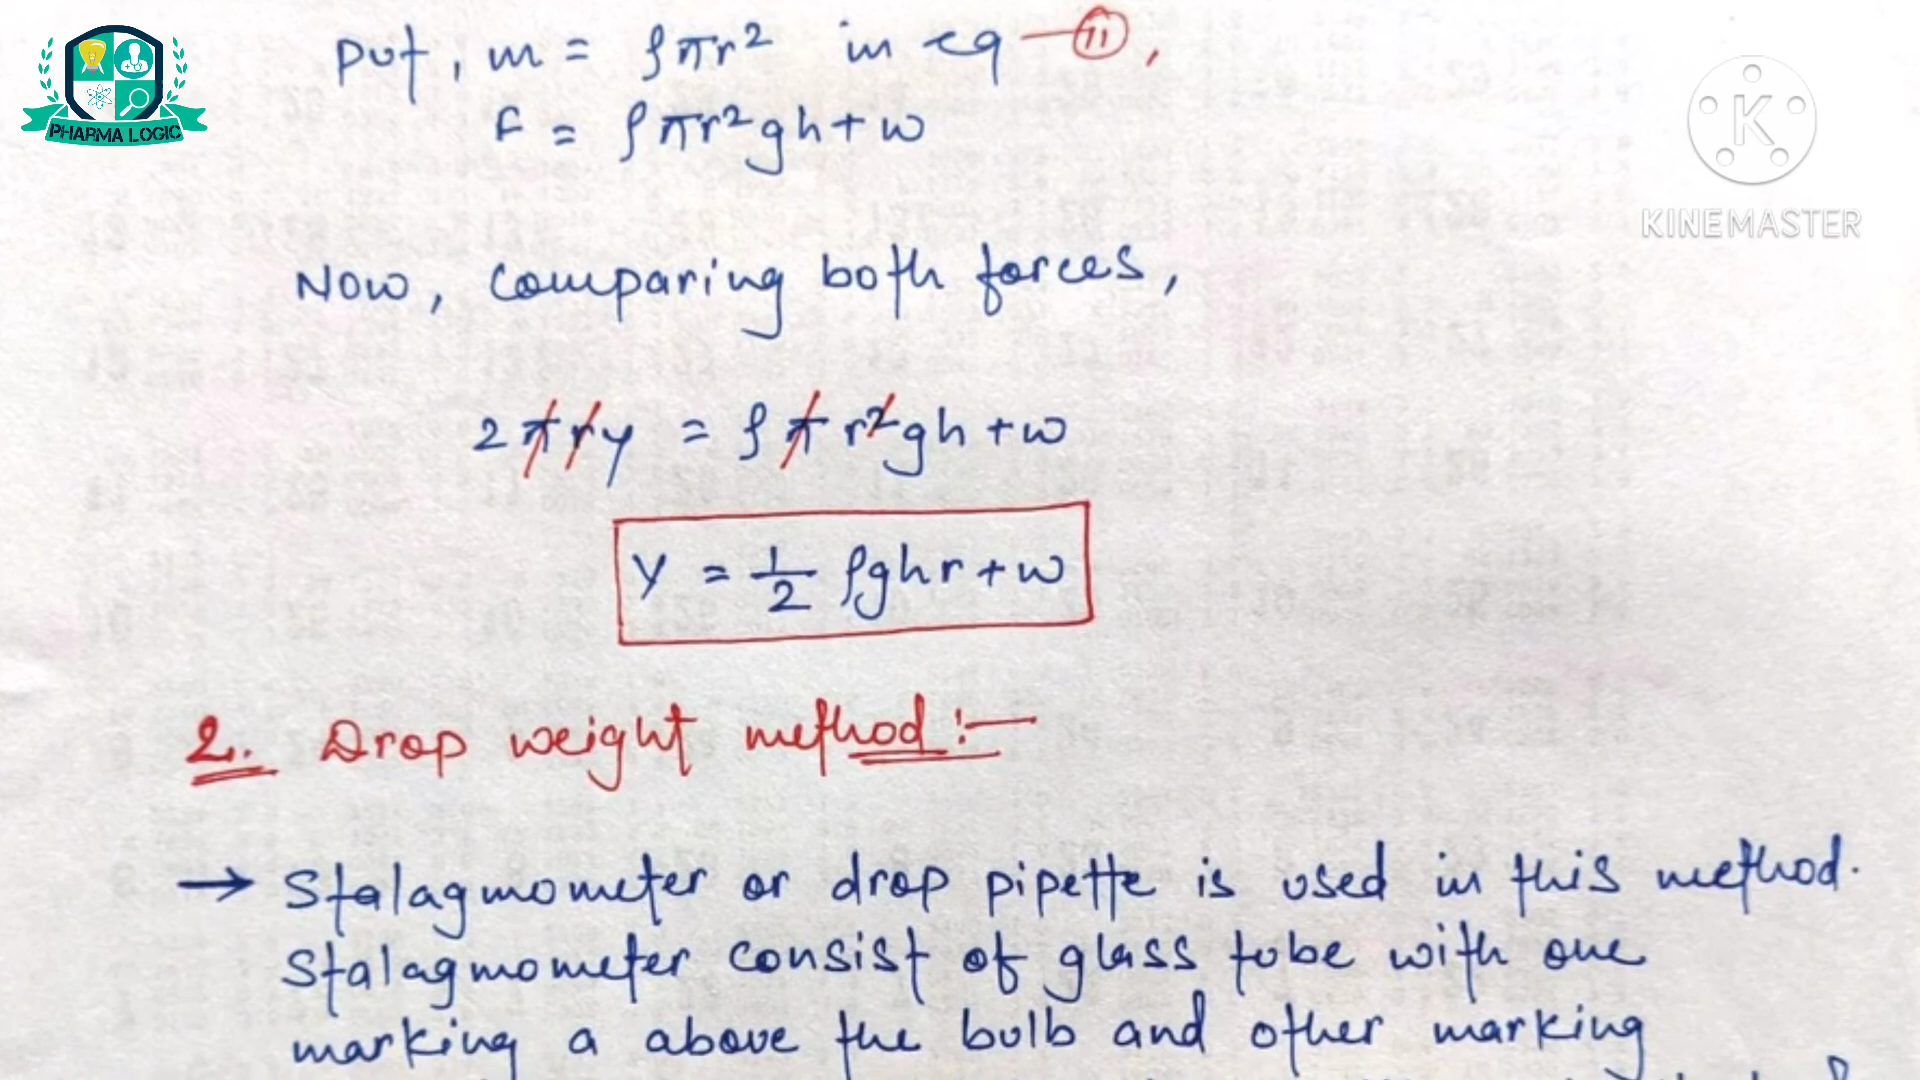 PHARMA LOGIC
KINEMASTER
Put, m = ρπr² in eq — (ii),
F = ρπr²gh + w
Now, comparing both forces,
2πrγ = ρπr²gh + w
γ = 1/2 ρghr + w
2. Drop weight method :—
→ Stalagmometer or drop pipette is used in this method.
Stalagmometer consist of glass tube with one
marking a above the bulb and other marking